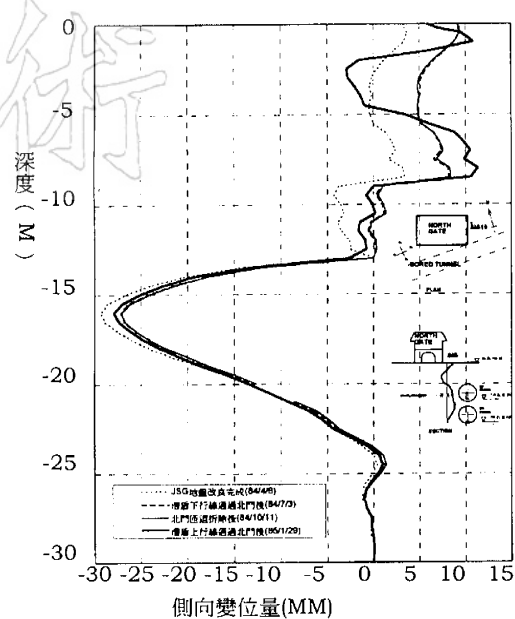 術
0
-5
-10
-15
-20
-25
-30
深度(M)
NORTH
GATE
BORED TUNNEL
PLAN
NORTH
GATE
SECTION
JSG地盤改良完成(84/4/8)
潛盾下行線通過北門後(84/7/3)
北門匝道拆除後(84/10/11)
潛盾上行線通過北門後(85/1/29)
-30 -25 -20 -15 -10 -5 0 5 10 15
側向變位量(MM)